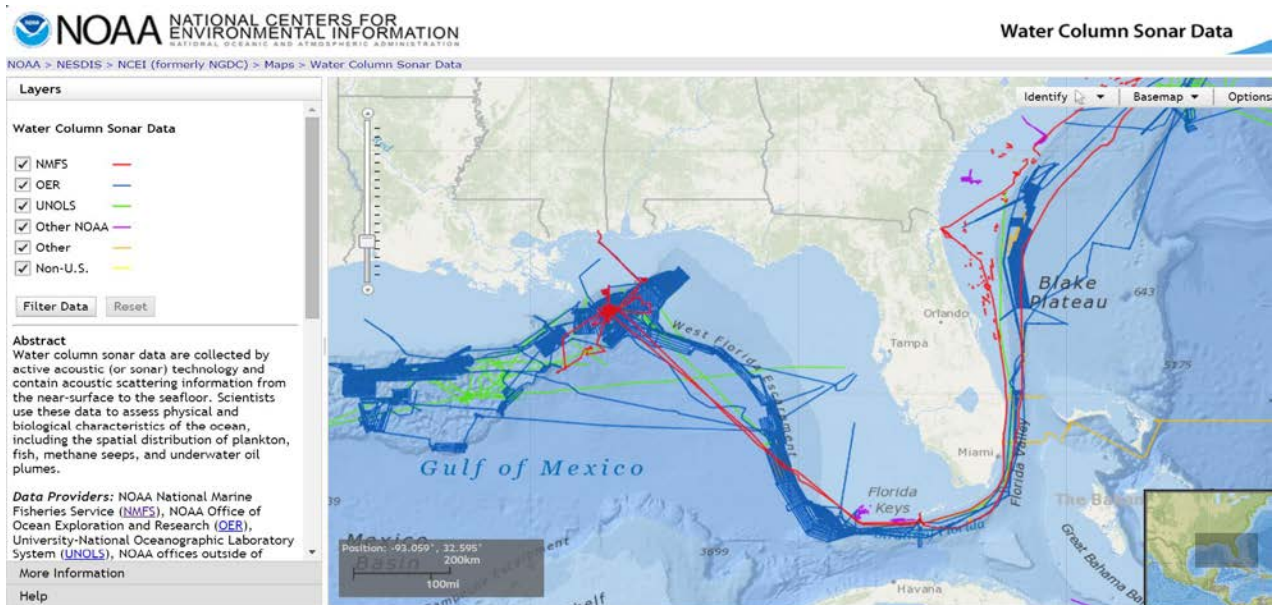 NOAA
NATIONAL CENTERS FOR
ENVIRONMENTAL INFORMATION
NATIONAL OCEANIC AND ATMOSPHERIC ADMINISTRATION
Water Column Sonar Data
NOAA > NESDIS > NCEI (formerly NGDC) > Maps > Water Column Sonar Data
Layers
Identify
Basemap
Options
Water Column Sonar Data
NMFS
OER
UNOLS
Other NOAA
Other
Non-U.S.
Filter Data Reset
Abstract
Water column sonar data are collected by
active acoustic (or sonar) technology and
contain acoustic scattering information from
the near-surface to the seafloor. Scientists
use these data to assess physical and
biological characteristics of the ocean,
including the spatial distribution of plankton,
fish, methane seeps, and underwater oil
plumes.
Data Providers: NOAA National Marine
Fisheries Service (NMFS), NOAA Office of
Ocean Exploration and Research (OER),
University-National Oceanographic Laboratory
System (UNOLS), NOAA offices outside of
More Information
Help
Blake
Plateau
643
5175
Orlando
Tampa
West Florida Escarpment
Miami
Florida Valley
Gulf of Mexico
Florida
Keys
Florida
The Baha
Great Bahama Ba
3699
Havana
39
Mexico
Basin
Position: -93.059°, 32.595°
200km
100mi